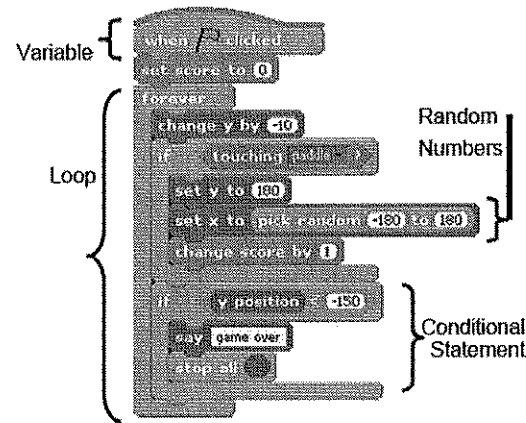 when clicked
Variable
set score to 0
forever
change y by -10
Random
Numbers
if touching paddle ?
Loop
set y to 180
set x to pick random -180 to 180
change score by 1
if y position < -150
say game over
Conditional
Statement
stop all